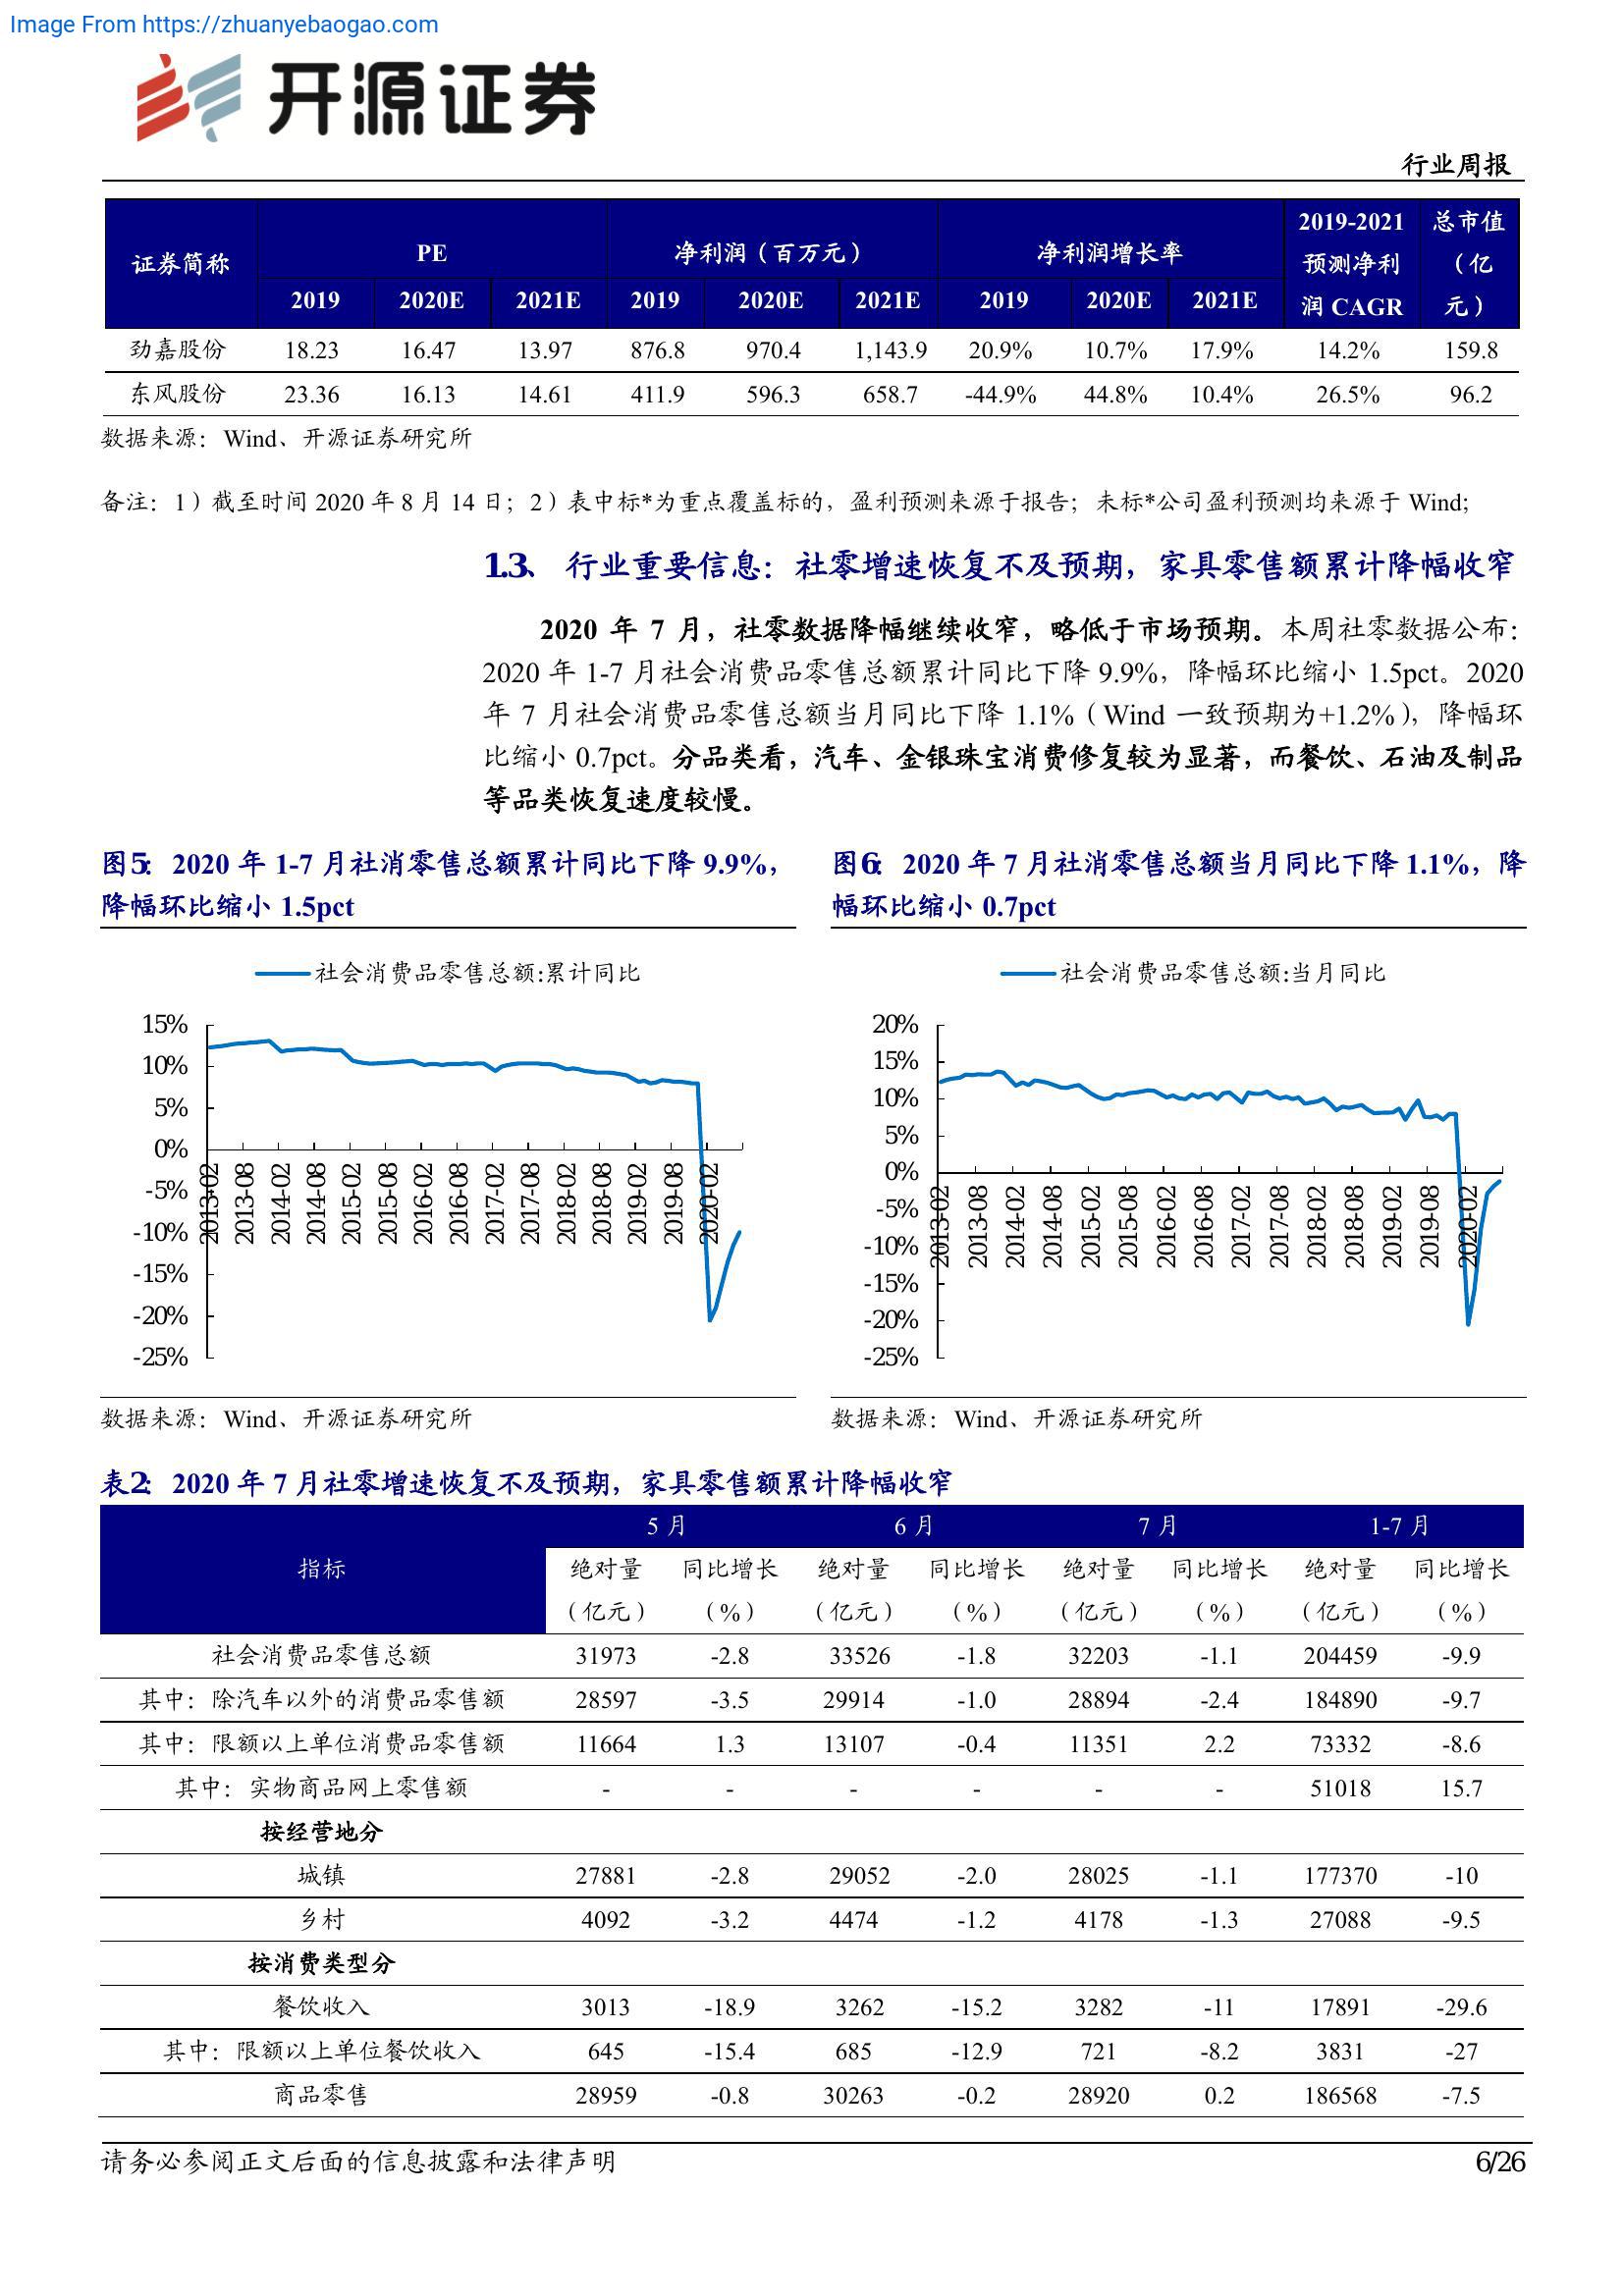 Image From https://zhuanyebaogao.com
开源证券
行业周报
证券简称 PE 净利润（百万元） 净利润增长率 2019-2021 预测净利润 CAGR 总市值（亿元）
2019 2020E 2021E 2019 2020E 2021E 2019 2020E 2021E
劲嘉股份 18.23 16.47 13.97 876.8 970.4 1,143.9 20.9% 10.7% 17.9% 14.2% 159.8
东风股份 23.36 16.13 14.61 411.9 596.3 658.7 -44.9% 44.8% 10.4% 26.5% 96.2
数据来源：Wind、开源证券研究所
备注：1）截至时间 2020 年 8 月 14 日；2）表中标*为重点覆盖标的，盈利预测来源于报告；未标*公司盈利预测均来源于 Wind;
1.3、 行业重要信息：社零增速恢复不及预期，家具零售额累计降幅收窄
2020 年 7 月，社零数据降幅继续收窄，略低于市场预期。本周社零数据公布：
2020 年 1-7 月社会消费品零售总额累计同比下降 9.9%，降幅环比缩小 1.5pct。2020
年 7 月社会消费品零售总额当月同比下降 1.1%（Wind 一致预期为+1.2%），降幅环
比缩小 0.7pct。分品类看，汽车、金银珠宝消费修复较为显著，而餐饮、石油及制品
等品类恢复速度较慢。
图5：2020 年 1-7 月社消零售总额累计同比下降 9.9%，
降幅环比缩小 1.5pct
社会消费品零售总额:累计同比
15%
10%
5%
0%
-5%
-10%
-15%
-20%
-25%
2013-02 2013-08 2014-02 2014-08 2015-02 2015-08 2016-02 2016-08 2017-02 2017-08 2018-02 2018-08 2019-02 2019-08 2020-02
数据来源：Wind、开源证券研究所
图6：2020 年 7 月社消零售总额当月同比下降 1.1%，降
幅环比缩小 0.7pct
社会消费品零售总额:当月同比
20%
15%
10%
5%
0%
-5%
-10%
-15%
-20%
-25%
2013-02 2013-08 2014-02 2014-08 2015-02 2015-08 2016-02 2016-08 2017-02 2017-08 2018-02 2018-08 2019-02 2019-08 2020-02
数据来源：Wind、开源证券研究所
表2：2020 年 7 月社零增速恢复不及预期，家具零售额累计降幅收窄
5 月 6 月 7 月 1-7 月
指标 绝对量 同比增长 绝对量 同比增长 绝对量 同比增长 绝对量 同比增长
（亿元） （%） （亿元） （%） （亿元） （%） （亿元） （%）
社会消费品零售总额 31973 -2.8 33526 -1.8 32203 -1.1 204459 -9.9
其中：除汽车以外的消费品零售额 28597 -3.5 29914 -1.0 28894 -2.4 184890 -9.7
其中：限额以上单位消费品零售额 11664 1.3 13107 -0.4 11351 2.2 73332 -8.6
其中：实物商品网上零售额 - - - - - - 51018 15.7
按经营地分
城镇 27881 -2.8 29052 -2.0 28025 -1.1 177370 -10
乡村 4092 -3.2 4474 -1.2 4178 -1.3 27088 -9.5
按消费类型分
餐饮收入 3013 -18.9 3262 -15.2 3282 -11 17891 -29.6
其中：限额以上单位餐饮收入 645 -15.4 685 -12.9 721 -8.2 3831 -27
商品零售 28959 -0.8 30263 -0.2 28920 0.2 186568 -7.5
请务必参阅正文后面的信息披露和法律声明
6/26